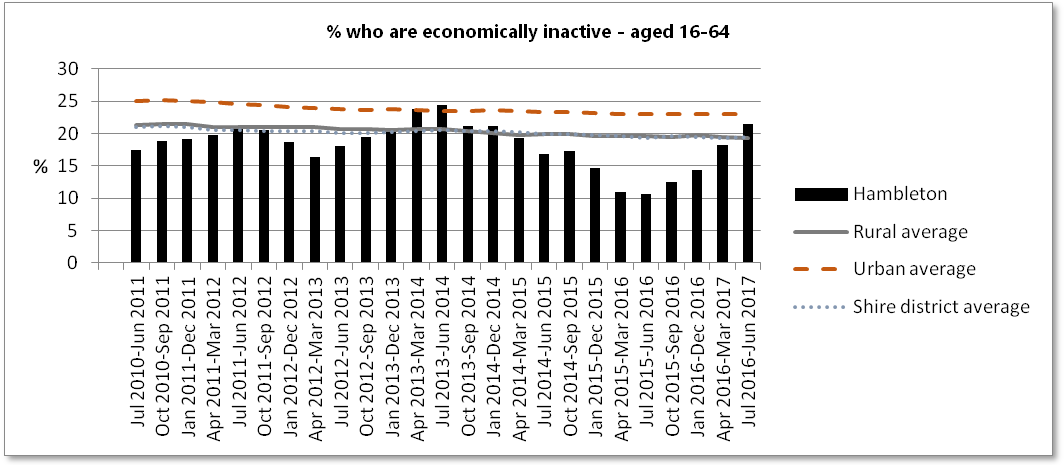 % who are economically inactive - aged 16-64
30
25
20
15
10
5
0
%
Jul 2010-Jun 2011
Oct 2010-Sep 2011
Jan 2011-Dec 2011
Apr 2011-Mar 2012
Jul 2011-Jun 2012
Oct 2011-Sep 2012
Jan 2012-Dec 2012
Apr 2012-Mar 2013
Jul 2012-Jun 2013
Oct 2012-Sep 2013
Jan 2013-Dec 2013
Apr 2013-Mar 2014
Jul 2013-Jun 2014
Oct 2013-Sep 2014
Jan 2014-Dec 2014
Apr 2014-Mar 2015
Jul 2014-Jun 2015
Oct 2014-Sep 2015
Jan 2015-Dec 2015
Apr 2015-Mar 2016
Jul 2015-Jun 2016
Oct 2015-Sep 2016
Jan 2016-Dec 2016
Apr 2016-Mar 2017
Jul 2016-Jun 2017
Hambleton
Rural average
Urban average
Shire district average